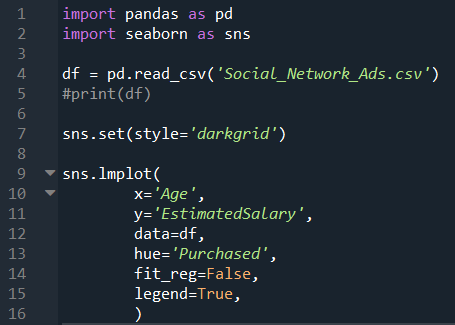 1 import pandas as pd
2 import seaborn as sns
3
4 df = pd.read_csv('Social_Network_Ads.csv')
5 #print(df)
6
7 sns.set(style='darkgrid')
8
9 sns.lmplot(
10         x='Age',
11         y='EstimatedSalary',
12         data=df,
13         hue='Purchased',
14         fit_reg=False,
15         legend=True,
16         )